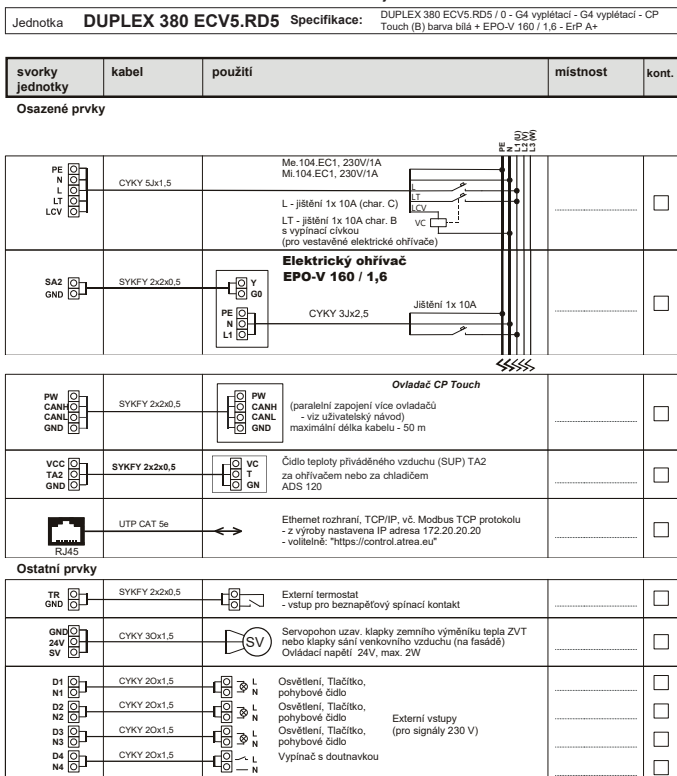 Jednotka DUPLEX 380 ECV5.RD5 Specifikace: DUPLEX 380 ECV5.RD5 / 0 - G4 vyplétací - G4 vyplétací - CP
Touch (B) barva bílá + EPO-V 160 / 1,6 - ErP A+
svorky jednotky kabel použití místnost kont.
Osazené prvky
PE
N
L1 (U)
L2 (V)
L3 (W)
PE
N
L
LT
LCV
CYKY 5Jx1,5
Me.104.EC1, 230V/1A
Mi.104.EC1, 230V/1A
L - jištění 1x 10A (char. C)
LT - jištění 1x 10A char. B
s vypínací cívkou
(pro vestavěné elektrické ohřívače)
L
LT
LCV
VC
Elektrický ohřívač
EPO-V 160 / 1,6
SA2
GND
SYKFY 2x2x0,5
Y
G0
PE
N
L1
CYKY 3Jx2,5
Jištění 1x 10A
Ovladač CP Touch
PW
CANH
CANL
GND
SYKFY 2x2x0,5
PW
CANH
CANL
GND
(paralelní zapojení více ovladačů
- viz uživatelský návod)
maximální délka kabelu - 50 m
VCC
TA2
GND
SYKFY 2x2x0,5
VC
T
GN
Čidlo teploty přiváděného vzduchu (SUP) TA2
za ohřívačem nebo za chladičem
ADS 120
RJ45
UTP CAT 5e
Ethernet rozhraní, TCP/IP, vč. Modbus TCP protokolu
- z výroby nastavena IP adresa 172.20.20.20
- volitelně: "https://control.atrea.eu"
Ostatní prvky
TR
GND
SYKFY 2x2x0,5
Externí termostat
- vstup pro beznapěťový spínací kontakt
GND
24V
SV
CYKY 3Ox1,5
SV
Servopohon uzav. klapky zemního výměníku tepla ZVT
nebo klapky sání venkovního vzduchu (na fasádě)
Ovládací napětí 24V, max. 2W
D1
N1
CYKY 2Ox1,5
L
N
Osvětlení, Tlačítko,
pohybové čidlo
D2
N2
CYKY 2Ox1,5
L
N
Osvětlení, Tlačítko,
pohybové čidlo
Externí vstupy
(pro signály 230 V)
D3
N3
CYKY 2Ox1,5
L
N
Osvětlení, Tlačítko,
pohybové čidlo
D4
N4
CYKY 2Ox1,5
L
N
Vypínač s doutnavkou